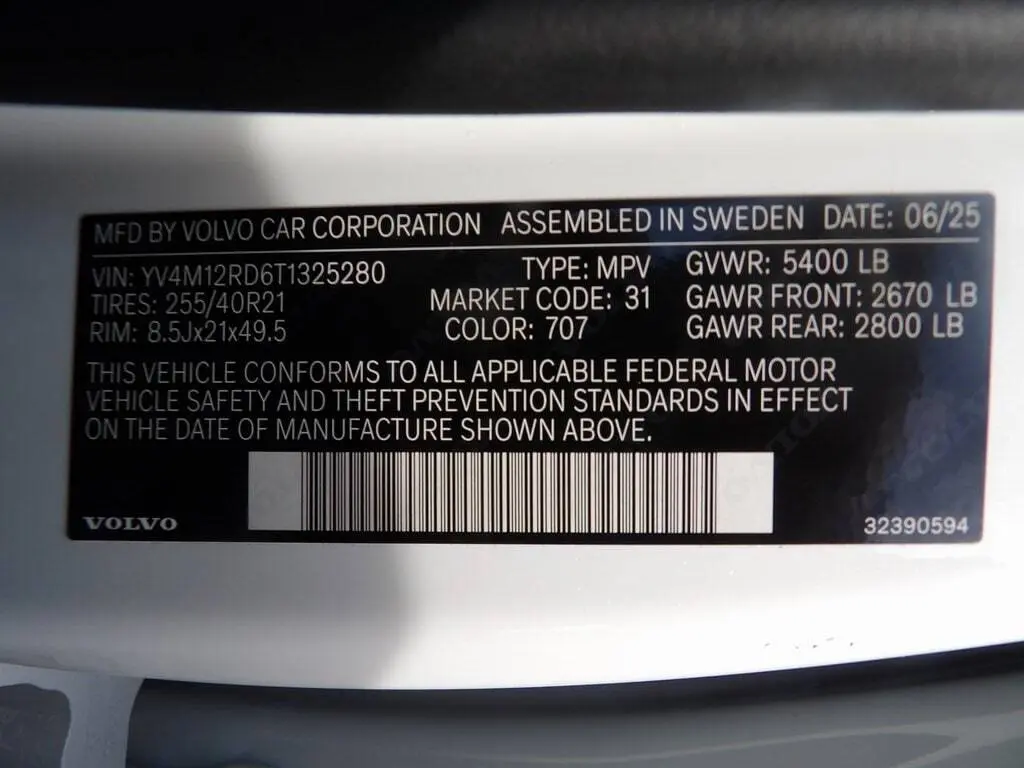 MFD BY VOLVO CAR CORPORATION ASSEMBLED IN SWEDEN DATE: 06/25
VIN: YV4M12RD6T1325280 TYPE: MPV GVWR: 5400 LB
TIRES: 255/40R21 MARKET CODE: 31 GAWR FRONT: 2670 LB
RIM: 8.5Jx21x49.5 COLOR: 707 GAWR REAR: 2800 LB
THIS VEHICLE CONFORMS TO ALL APPLICABLE FEDERAL MOTOR
VEHICLE SAFETY AND THEFT PREVENTION STANDARDS IN EFFECT
ON THE DATE OF MANUFACTURE SHOWN ABOVE.
VOLVO 32390594